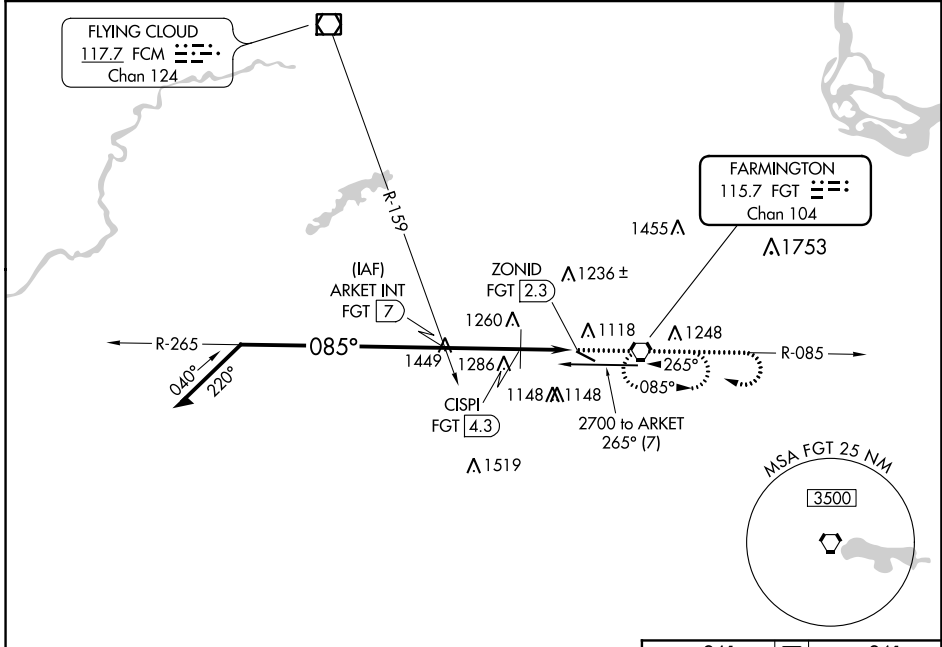 FLYING CLOUD
117.7 FCM
Chan 124
R-159
FARMINGTON
115.7 FGT
Chan 104
1455
1753
(IAF)
ARKET INT
FGT 7
ZONID
FGT 2.3
1236 ±
1260
1118
1248
R-265
085°
1449
1286
R-085
265°
085°
040°
220°
CISPI
FGT 4.3
1148
1148
2700 to ARKET
265° (7)
1519
MSA FGT 25 NM
3500